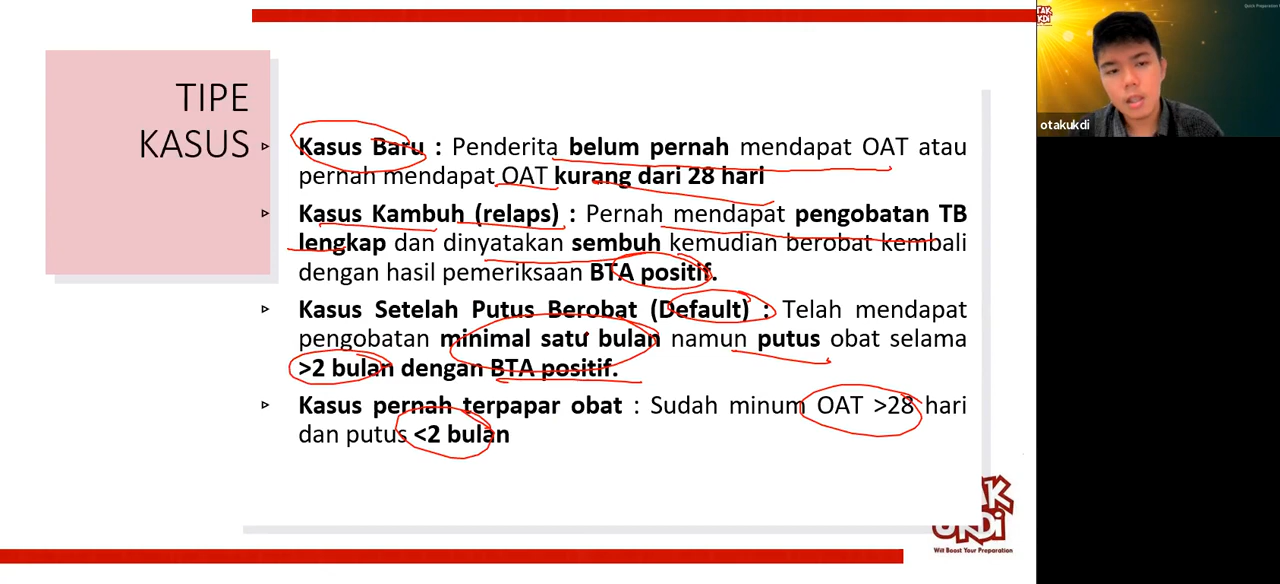 TIPE
KASUS
Kasus Baru : Penderita belum pernah mendapat OAT atau
pernah mendapat OAT kurang dari 28 hari
Kasus Kambuh (relaps) : Pernah mendapat pengobatan TB
lengkap dan dinyatakan sembuh kemudian berobat kembali
dengan hasil pemeriksaan BTA positif.
Kasus Setelah Putus Berobat (Default) : Telah mendapat
pengobatan minimal satu bulan namun putus obat selama
>2 bulan dengan BTA positif.
Kasus pernah terpapar obat : Sudah minum OAT >28 hari
dan putus <2 bulan
otakukdi
UKDI
Will Boost Your Preparation